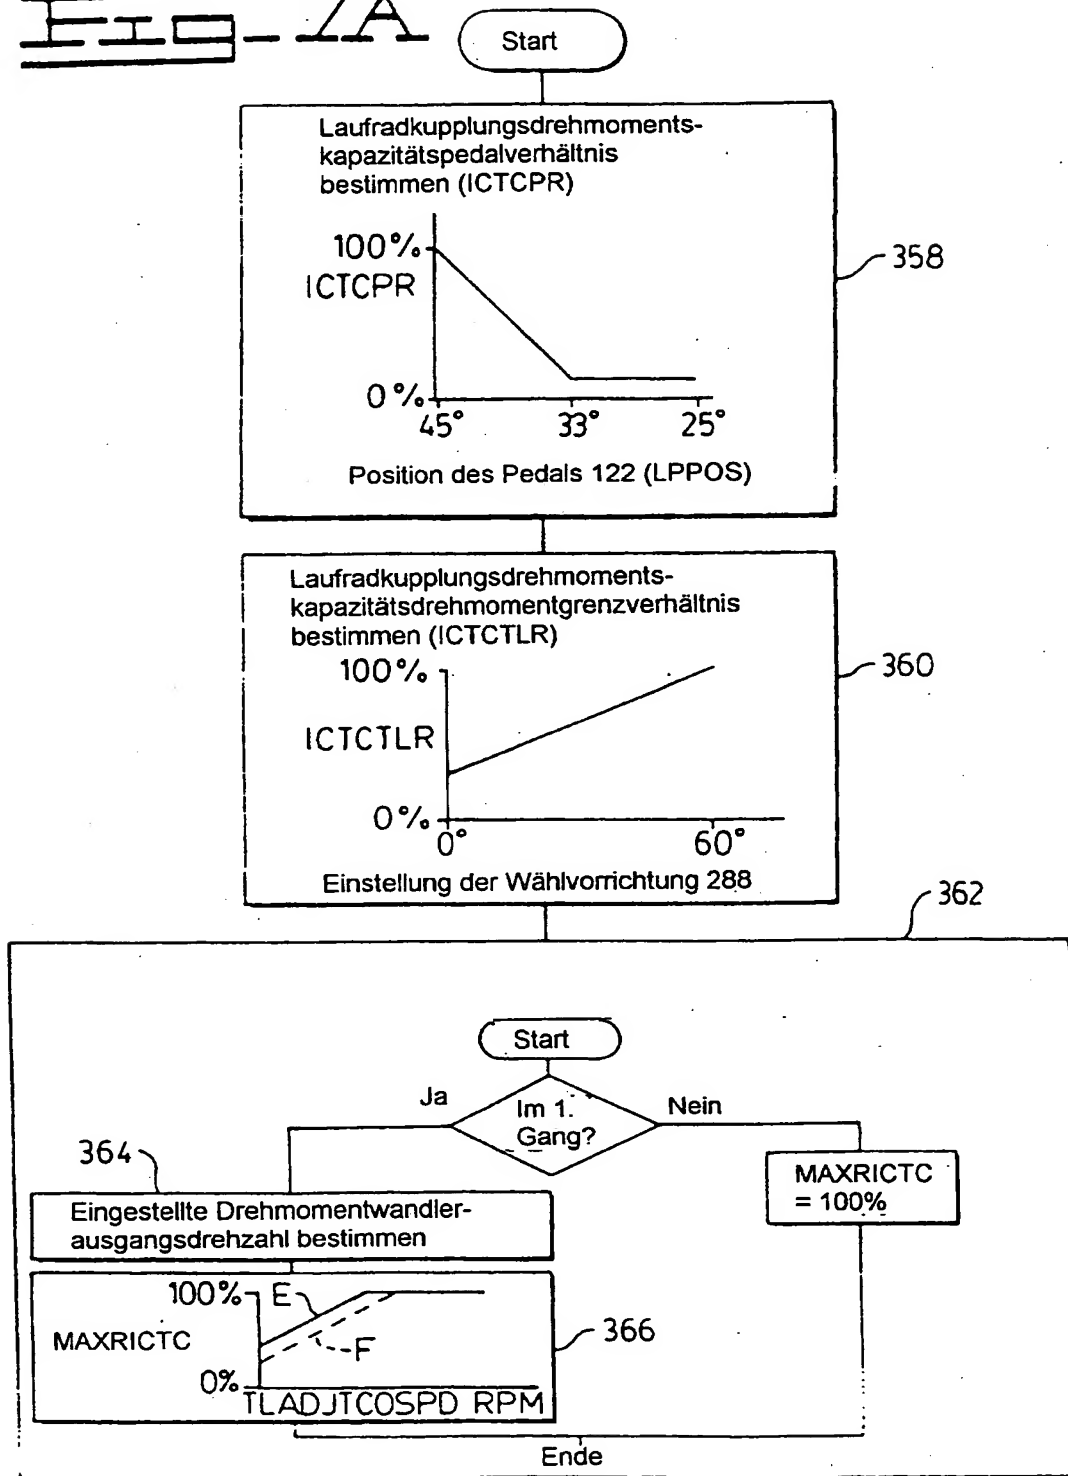 Fig_7A
Start
Laufradkupplungsdrehmoments-
kapazitätspedalverhältnis
bestimmen (ICTCPR)
100%
ICTCPR
0%
45° 33° 25°
Position des Pedals 122 (LPPOS)
358
Laufradkupplungsdrehmoments-
kapazitätsdrehmomentgrenzverhältnis
bestimmen (ICTCTLR)
100%
ICTCTLR
0%
0° 60°
Einstellung der Wählvorrichtung 288
360
362
Start
Im 1.
Gang?
Ja
Nein
364
Eingestellte Drehmomentwandler-
ausgangsdrehzahl bestimmen
MAXRICTC
= 100%
100%
E
MAXRICTC
F
0%
TLADJTCOSPD RPM
366
Ende